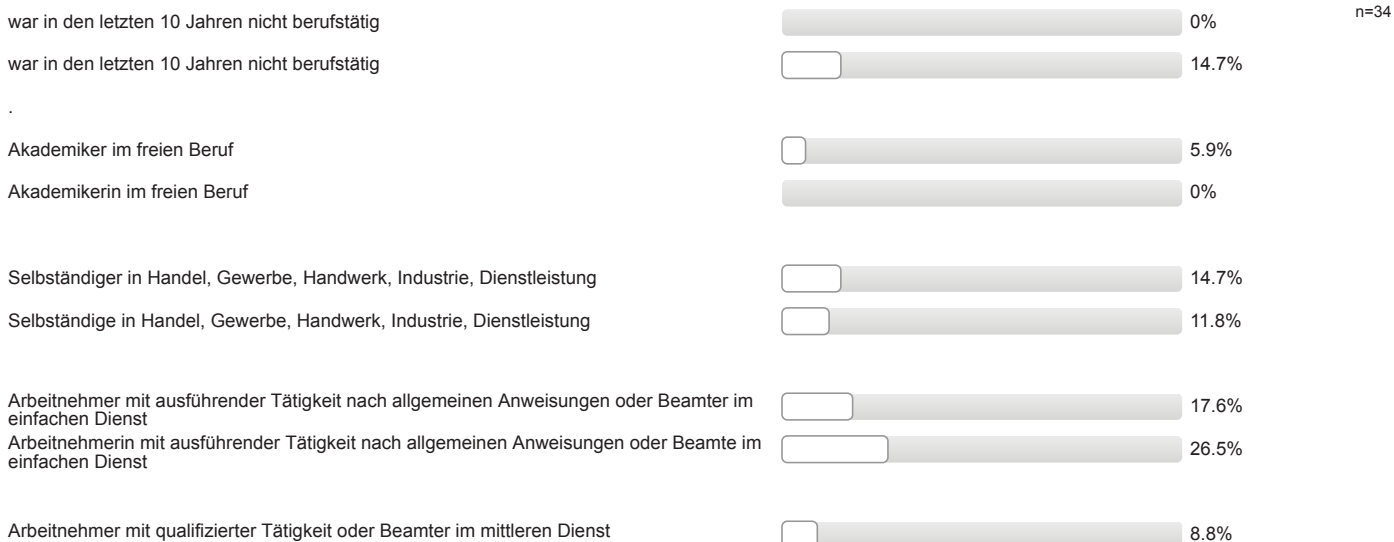 war in den letzten 10 Jahren nicht berufstätig 0% n=34
war in den letzten 10 Jahren nicht berufstätig 14.7%
.
Akademiker im freien Beruf 5.9%
Akademikerin im freien Beruf 0%
Selbständiger in Handel, Gewerbe, Handwerk, Industrie, Dienstleistung 14.7%
Selbständige in Handel, Gewerbe, Handwerk, Industrie, Dienstleistung 11.8%
Arbeitnehmer mit ausführender Tätigkeit nach allgemeinen Anweisungen oder Beamter im
einfachen Dienst 17.6%
Arbeitnehmerin mit ausführender Tätigkeit nach allgemeinen Anweisungen oder Beamte im
einfachen Dienst 26.5%
Arbeitnehmer mit qualifizierter Tätigkeit oder Beamter im mittleren Dienst 8.8%